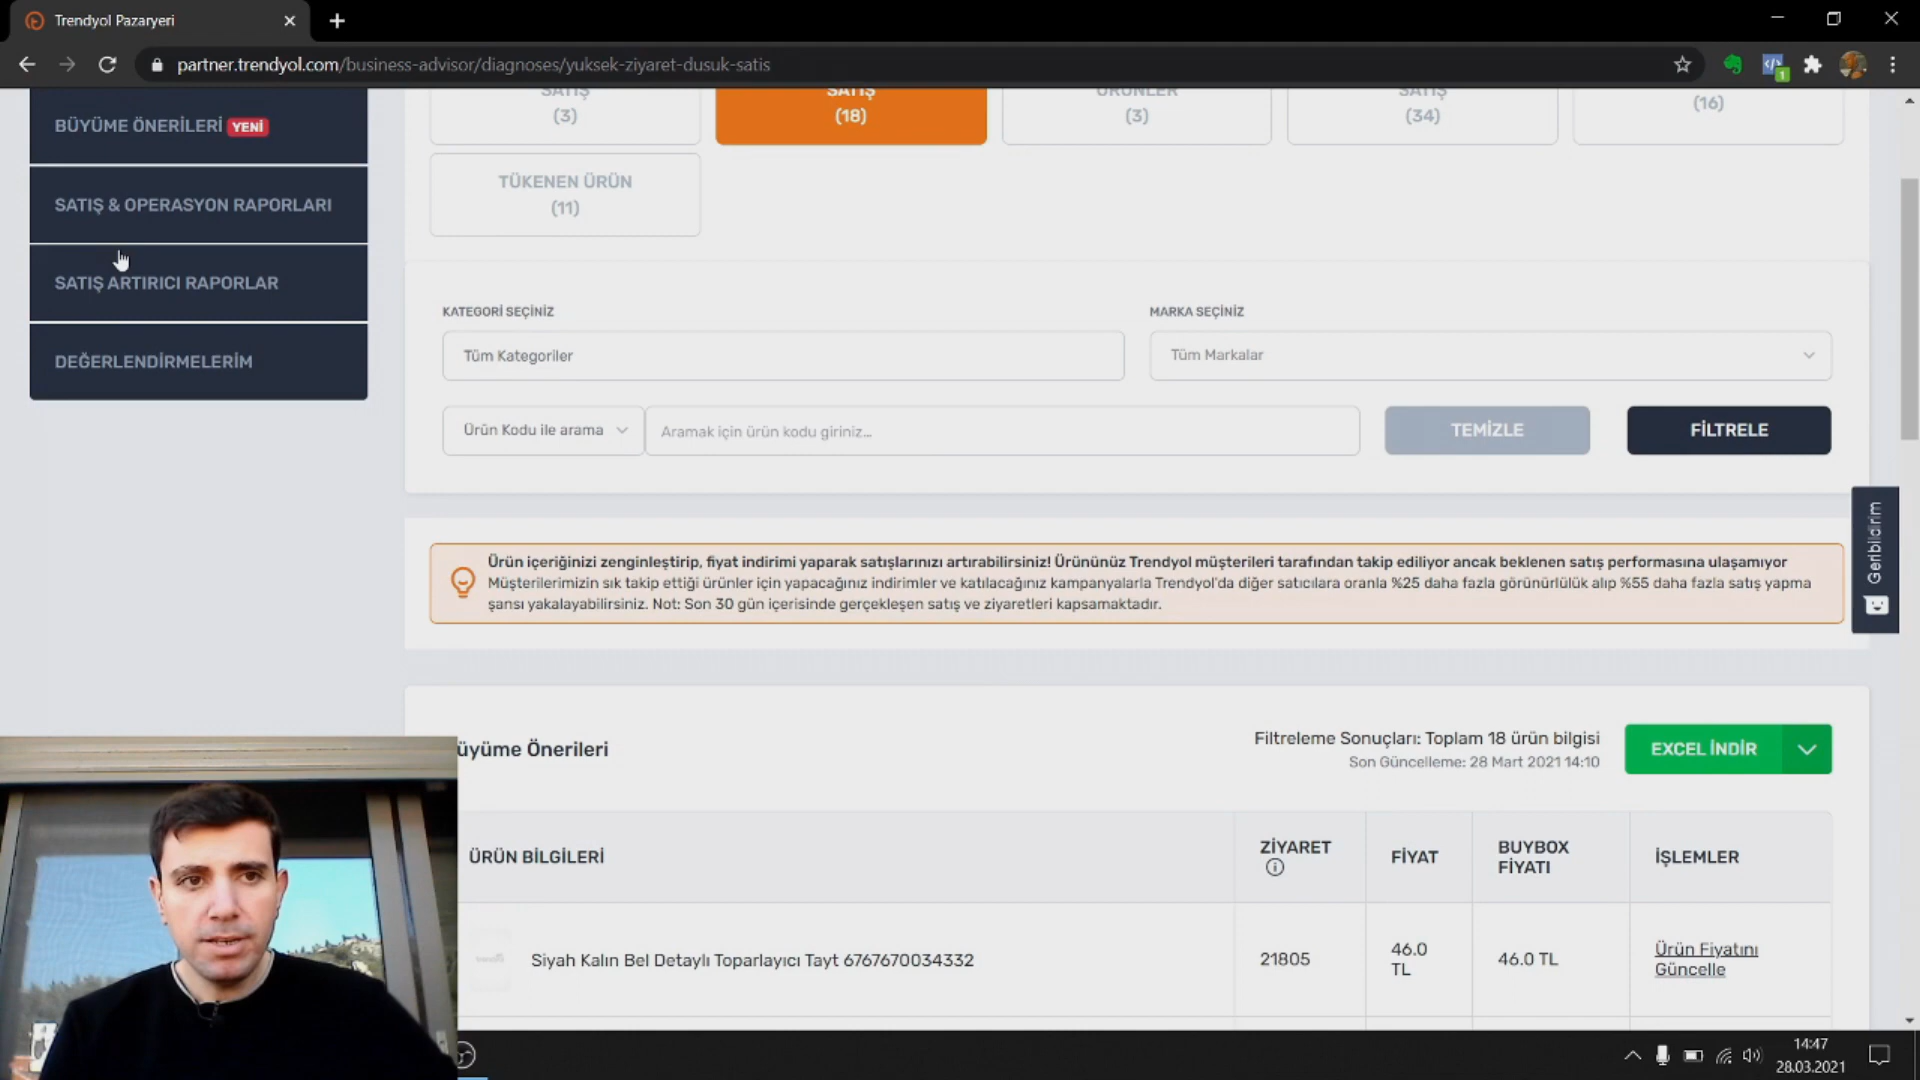 Trendyol Pazaryeri
partner.trendyol.com/business-advisor/diagnoses/yuksek-ziyaret-dusuk-satis
BÜYÜME ÖNERİLERİ YENİ
SATIŞ & OPERASYON RAPORLARI
SATIŞ ARTIRICI RAPORLAR
DEĞERLENDİRMELERİM
SATIŞ
(3)
SATIŞ
(18)
ÜRÜNLER
(3)
SATIŞ
(34)
(16)
TÜKENEN ÜRÜN
(11)
KATEGORİ SEÇİNİZ
Tüm Kategoriler
MARKA SEÇİNİZ
Tüm Markalar
Ürün Kodu ile arama
Aramak için ürün kodu giriniz...
TEMİZLE
FİLTRELE
Ürün içeriğinizi zenginleştirip, fiyat indirimi yaparak satışlarınızı artırabilirsiniz! Ürününüz Trendyol müşterileri tarafından takip ediliyor ancak beklenen satış performasına ulaşamıyor
Müşterilerimizin sık takip ettiği ürünler için yapacağınız indirimler ve katılacağınız kampanyalarla Trendyol'da diğer satıcılara oranla %25 daha fazla görünürlülük alıp %55 daha fazla satış yapma
şansı yakalayabilirsiniz. Not: Son 30 gün içerisinde gerçekleşen satış ve ziyaretleri kapsamaktadır.
Geribildirim
üyüme Önerileri
Filtreleme Sonuçları: Toplam 18 ürün bilgisi
Son Güncelleme: 28 Mart 2021 14:10
EXCEL İNDİR
ÜRÜN BİLGİLERİ
ZİYARET
FİYAT
BUYBOX
FİYATI
İŞLEMLER
Siyah Kalın Bel Detaylı Toparlayıcı Tayt 6767670034332
21805
46.0
TL
46.0 TL
Ürün Fiyatını
Güncelle
14:47
28.03.2021